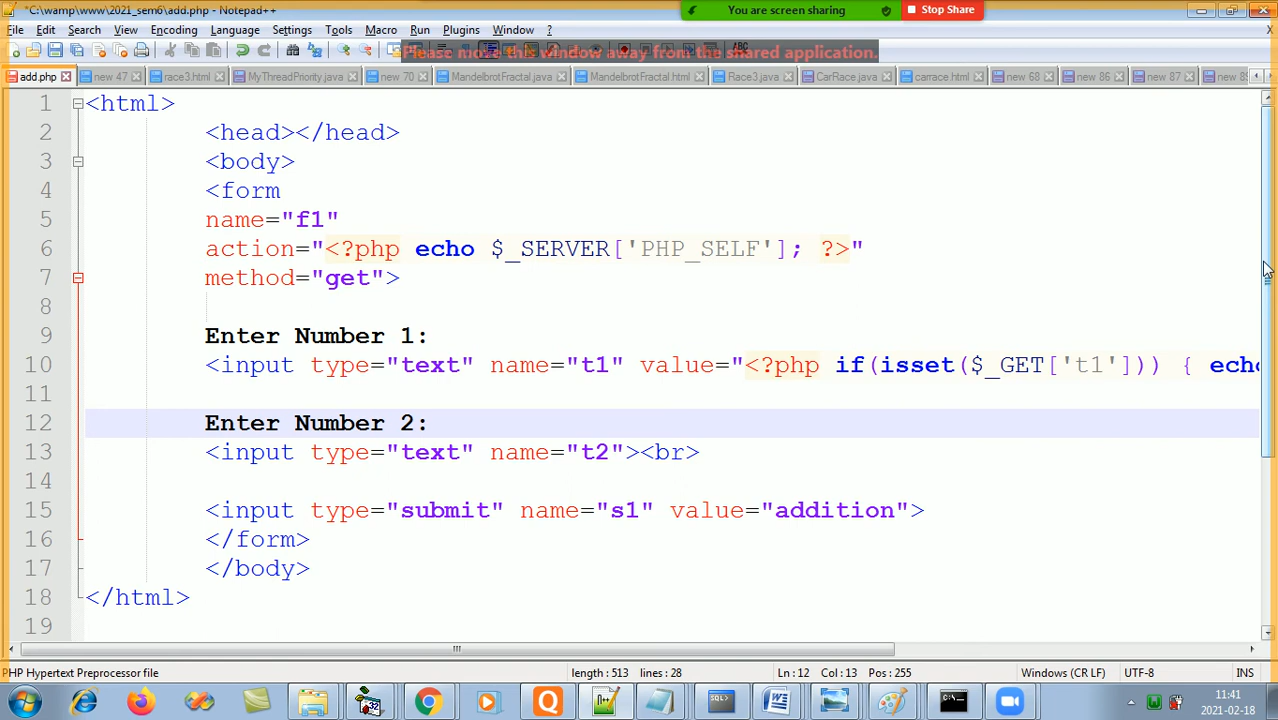 *C:\wamp\www\2021_sem6\add.php - Notepad++
You are screen sharing
Stop Share
File Edit Search View Encoding Language Settings Tools Macro Run Plugins Window ?
X
Please move this window away from the shared application.
add.php new 47 race3.html MyThreadPriority.java new 70 MandelbrotFractal.java MandelbrotFractal.html Race3.java CarRace.java carrace.html new 68 new 86 new 87
1 <html>
2 <head></head>
3 <body>
4 <form
5 name="f1"
6 action="<?php echo $_SERVER['PHP_SELF']; ?>"
7 method="get">
8
9 Enter Number 1:
10 <input type="text" name="t1" value="<?php if(isset($_GET['t1'])) { echo
11
12 Enter Number 2:
13 <input type="text" name="t2"><br>
14
15 <input type="submit" name="s1" value="addition">
16 </form>
17 </body>
18 </html>
19
PHP Hypertext Preprocessor file length : 513 lines : 28 Ln : 12 Col : 13 Pos : 255 Windows (CR LF) UTF-8 INS
11:41
2021-02-18